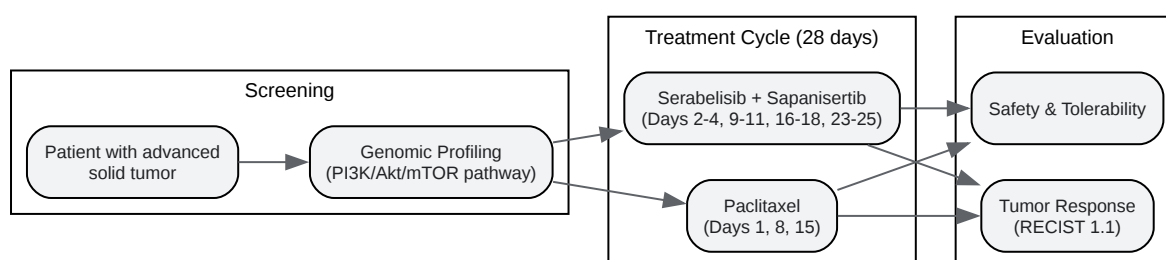 Screening
Patient with advanced
solid tumor
Genomic Profiling
(PI3K/Akt/mTOR pathway)
Treatment Cycle (28 days)
Serabelisib + Sapanisertib
(Days 2-4, 9-11, 16-18, 23-25)
Paclitaxel
(Days 1, 8, 15)
Evaluation
Safety & Tolerability
Tumor Response
(RECIST 1.1)